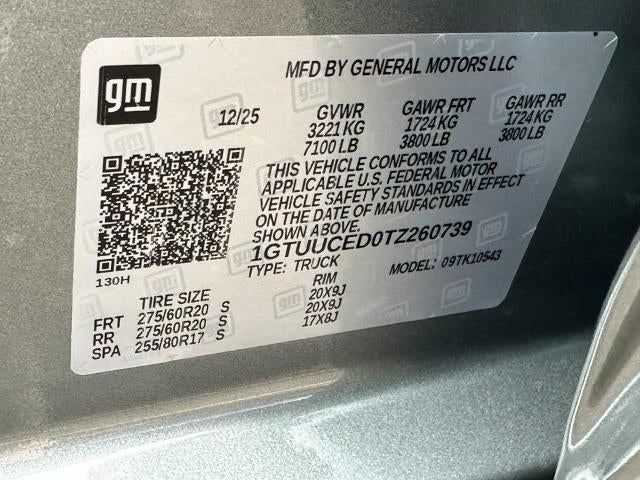 gm
MFD BY GENERAL MOTORS LLC
12/25 GVWR GAWR FRT GAWR RR
3221 KG 1724 KG 1724 KG
7100 LB 3800 LB 3800 LB
THIS VEHICLE CONFORMS TO ALL
APPLICABLE U.S. FEDERAL MOTOR
VEHICLE SAFETY STANDARDS IN EFFECT
ON THE DATE OF MANUFACTURE
SHOWN ABOVE.
1GTUUCED0TZ260739
TYPE: TRUCK MODEL: 09TK10543
130H
TIRE SIZE RIM
FRT 275/60R20 S 20X9J
RR 275/60R20 S 20X9J
SPA 255/80R17 S 17X8J